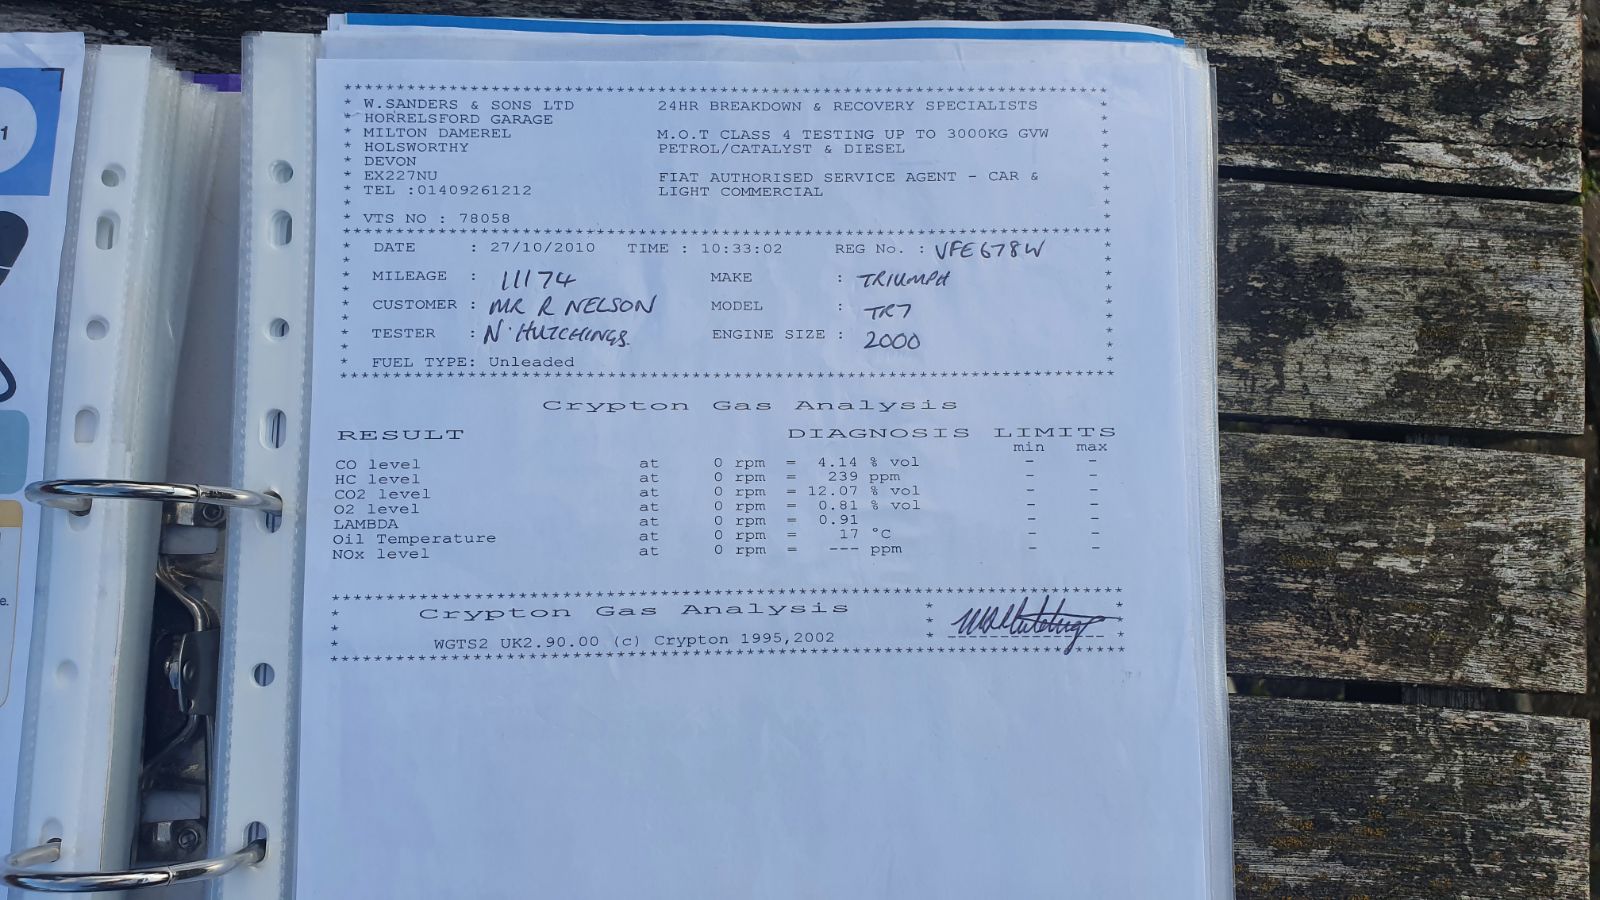 1
e.
* W.SANDERS & SONS LTD 24HR BREAKDOWN & RECOVERY SPECIALISTS *
* HORRELSFORD GARAGE *
* MILTON DAMEREL M.O.T CLASS 4 TESTING UP TO 3000KG GVW *
* HOLSWORTHY PETROL/CATALYST & DIESEL *
* DEVON *
* EX227NU FIAT AUTHORISED SERVICE AGENT - CAR & *
* TEL :01409261212 LIGHT COMMERCIAL *
* VTS NO : 78058 *
* DATE : 27/10/2010 TIME : 10:33:02 REG No. : VFE678W *
* MILEAGE : 11174 MAKE : TRIUMPH *
* CUSTOMER : MR R NELSON MODEL : TR7 *
* TESTER : N HUTCHINGS. ENGINE SIZE : 2000 *
* FUEL TYPE: Unleaded *
Crypton Gas Analysis
RESULT DIAGNOSIS LIMITS
min max
CO level at 0 rpm = 4.14 % vol - -
HC level at 0 rpm = 239 ppm - -
CO2 level at 0 rpm = 12.07 % vol - -
O2 level at 0 rpm = 0.81 % vol - -
LAMBDA at 0 rpm = 0.91 - -
Oil Temperature at 0 rpm = 17 °C - -
NOx level at 0 rpm = --- ppm - -
* Crypton Gas Analysis *
* WGTS2 UK2.90.00 (c) Crypton 1995,2002 *